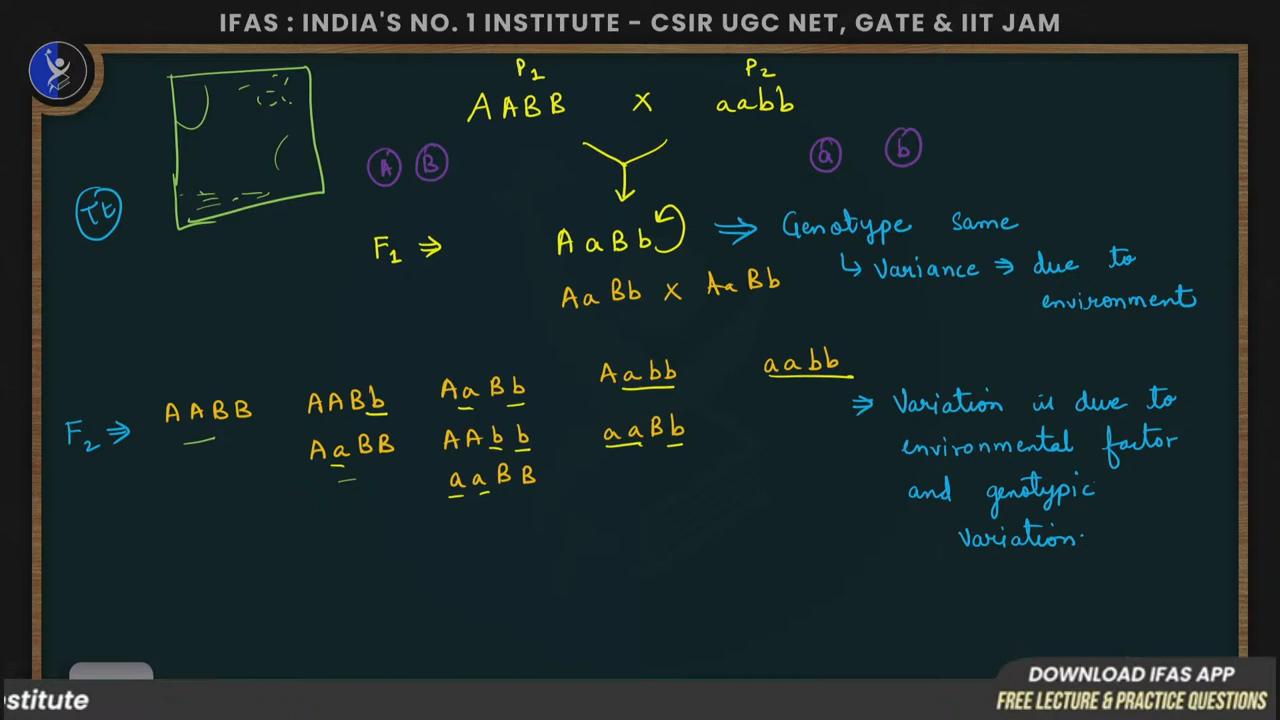 IFAS : INDIA'S NO. 1 INSTITUTE - CSIR UGC NET, GATE & IIT JAM
P1 P2
AABB x aabb
A B a b
Tt
F1 ⇒ AaBb ⇒ Genotype same
↳ Variance ⇒ due to
environment
AaBb x AaBb
F2 ⇒ AABB AABb AaBb Aabb aabb
AaBB AAbb aaBb
aaBB
⇒ Variation is due to
environmental factor
and genotypic
variation.
stitute
DOWNLOAD IFAS APP
FREE LECTURE & PRACTICE QUESTIONS